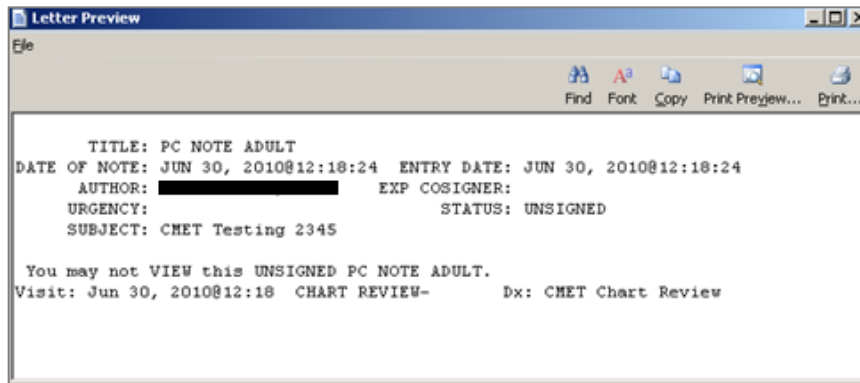 Letter Preview
File
Find Font Copy Print Preview... Print...
TITLE: PC NOTE ADULT
DATE OF NOTE: JUN 30, 2010@12:18:24 ENTRY DATE: JUN 30, 2010@12:18:24
AUTHOR: EXP COSIGNER:
URGENCY: STATUS: UNSIGNED
SUBJECT: CMET Testing 2345
You may not VIEW this UNSIGNED PC NOTE ADULT.
Visit: Jun 30, 2010@12:18 CHART REVIEW- Dx: CMET Chart Review